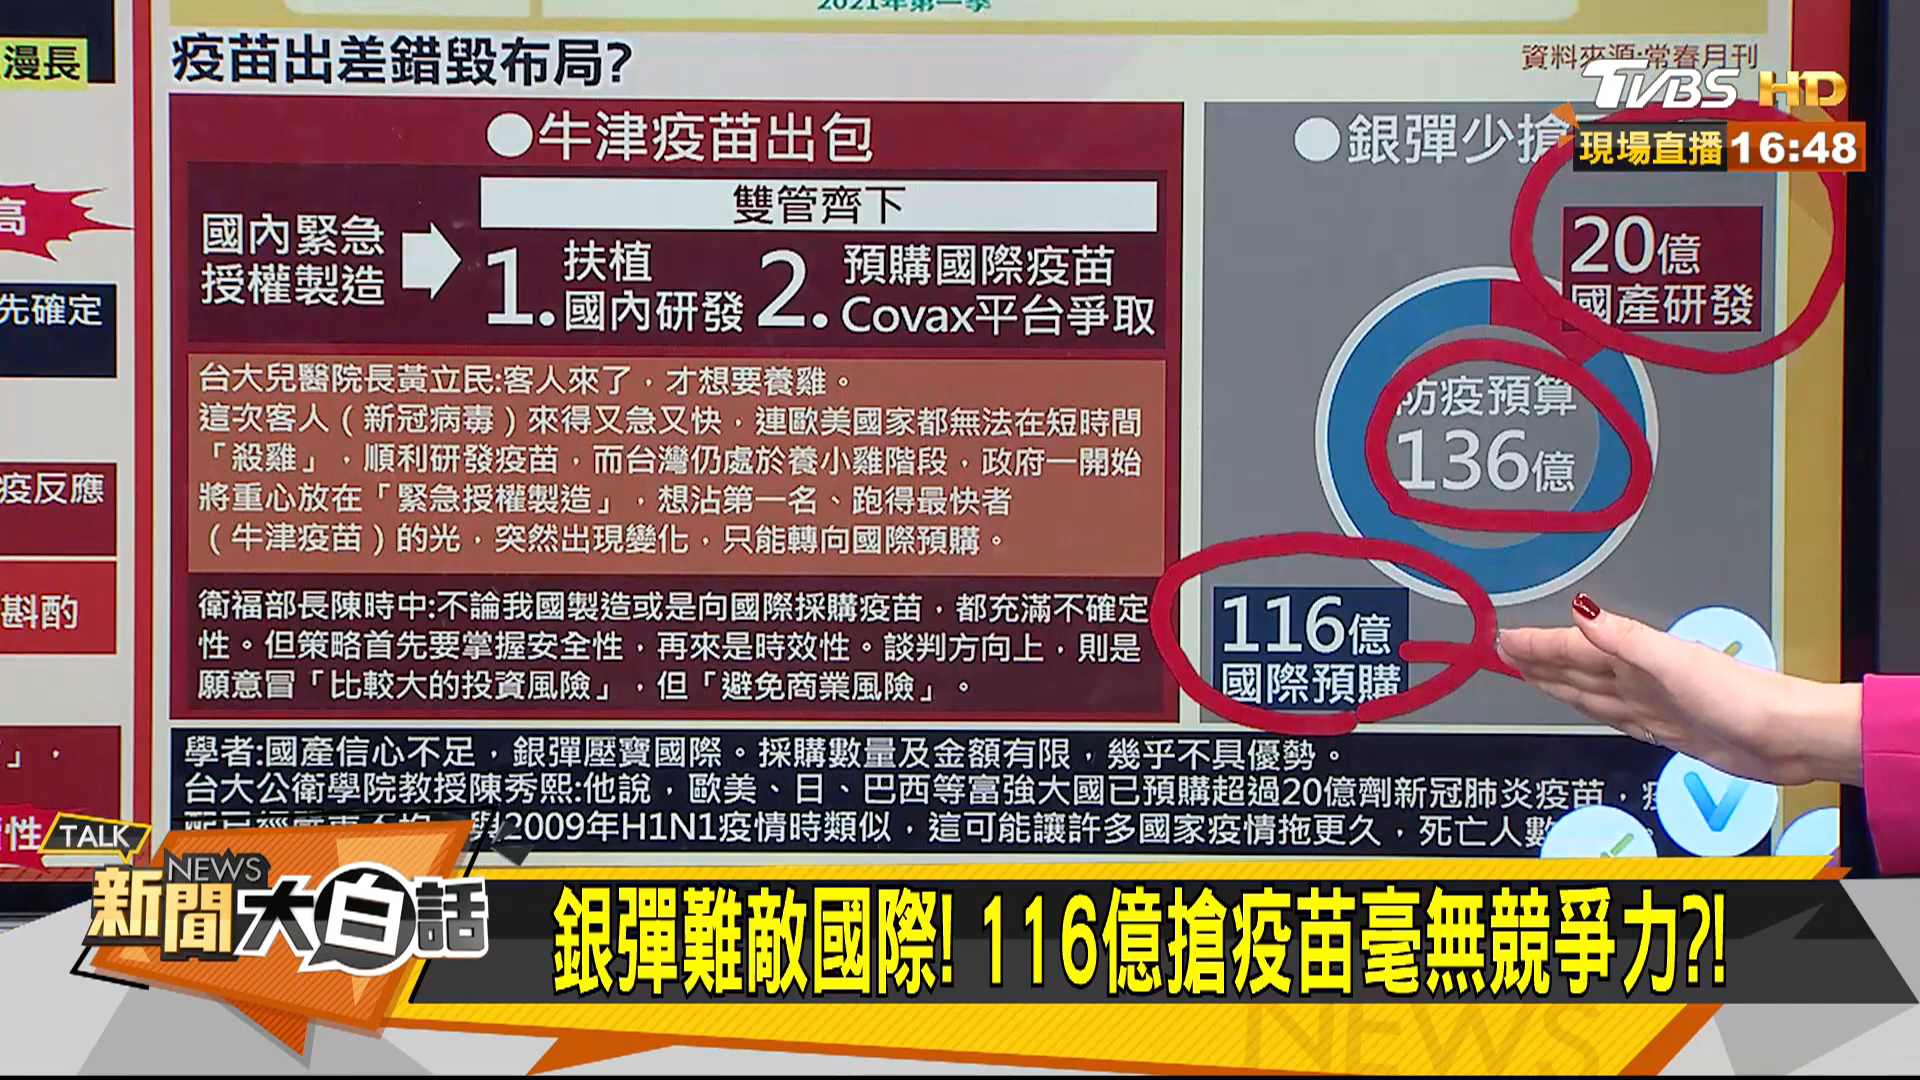 2021年第一季
疫苗出差錯毀布局?
資料來源:常春月刊
TVBS HD
現場直播 16:48
漫長
高
先確定
疫反應
斟酌
」，
性
●牛津疫苗出包
國內緊急
授權製造
雙管齊下
1.扶植
國內研發
2.預購國際疫苗
Covax平台爭取
台大兒醫院長黃立民:客人來了，才想要養雞。
這次客人（新冠病毒）來得又急又快，連歐美國家都無法在短時間
「殺雞」，順利研發疫苗，而台灣仍處於養小雞階段，政府一開始
將重心放在「緊急授權製造」，想沾第一名、跑得最快者
（牛津疫苗）的光，突然出現變化，只能轉向國際預購。
衛福部長陳時中:不論我國製造或是向國際採購疫苗，都充滿不確定
性。但策略首先要掌握安全性，再來是時效性。談判方向上，則是
願意冒「比較大的投資風險」，但「避免商業風險」。
●銀彈少搶
20億
國產研發
防疫預算
136億
116億
國際預購
學者:國產信心不足，銀彈壓寶國際。採購數量及金額有限，幾乎不具優勢。
台大公衛學院教授陳秀熙:他說，歐美、日、巴西等富強大國已預購超過20億劑新冠肺炎疫苗，
與2009年H1N1疫情時類似，這可能讓許多國家疫情拖更久，死亡人數
TALK
NEWS
新聞大白話
銀彈難敵國際! 116億搶疫苗毫無競爭力?!
NEWS